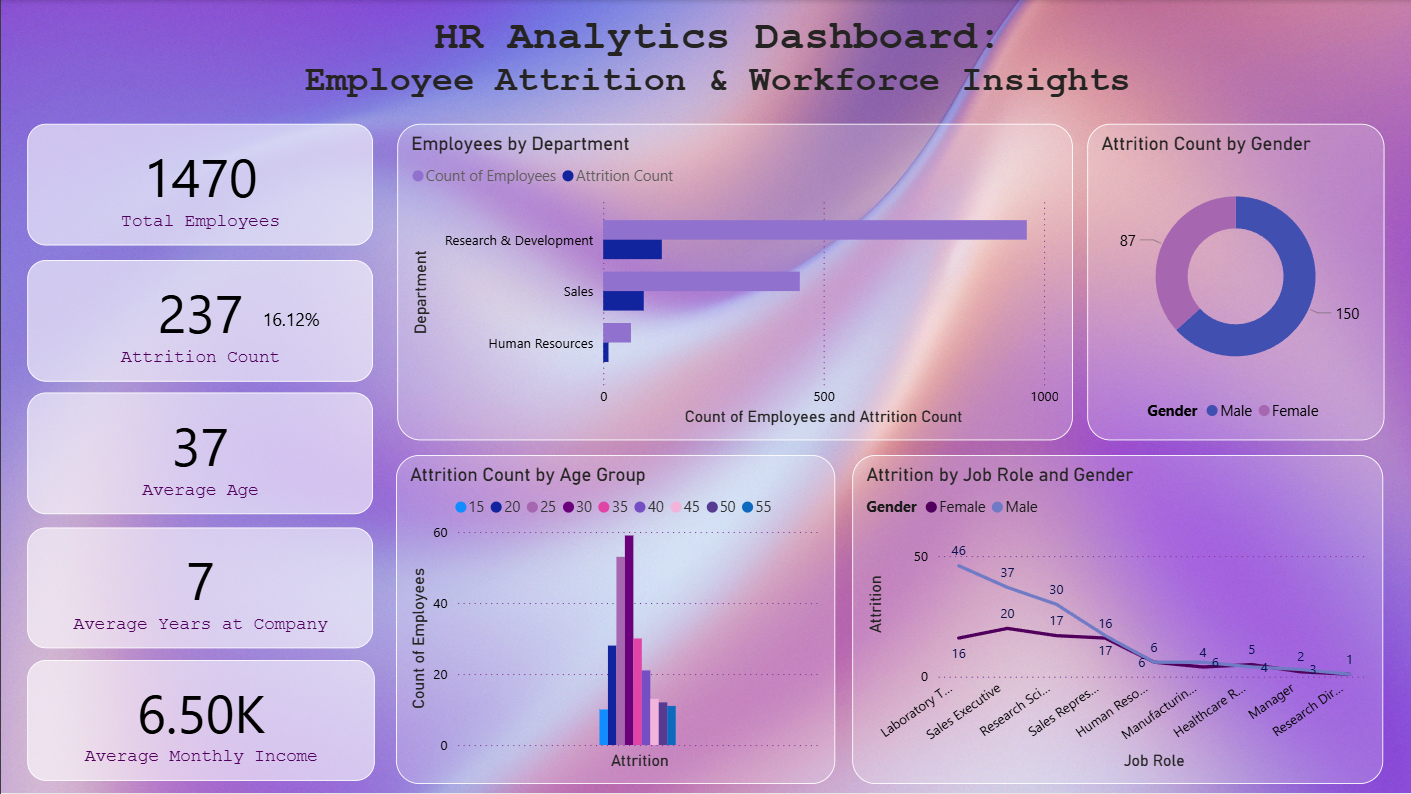 HR Analytics Dashboard:
Employee Attrition & Workforce Insights
1470
Total Employees
237 16.12%
Attrition Count
37
Average Age
7
Average Years at Company
6.50K
Average Monthly Income
Employees by Department
Count of Employees Attrition Count
Department
Research & Development
Sales
Human Resources
0 500 1000
Count of Employees and Attrition Count
Attrition Count by Gender
87
150
Gender Male Female
Attrition Count by Age Group
15 20 25 30 35 40 45 50 55
Count of Employees
60
40
20
0
Attrition
Attrition by Job Role and Gender
Gender Female Male
Attrition
50
0
46 37 30 16 6 4 5 2 1
16 20 17 17 6 6 4 3
Laboratory T...
Sales Executive
Research Sci...
Sales Repres...
Human Reso...
Manufacturin...
Healthcare R...
Manager
Research Dir...
Job Role